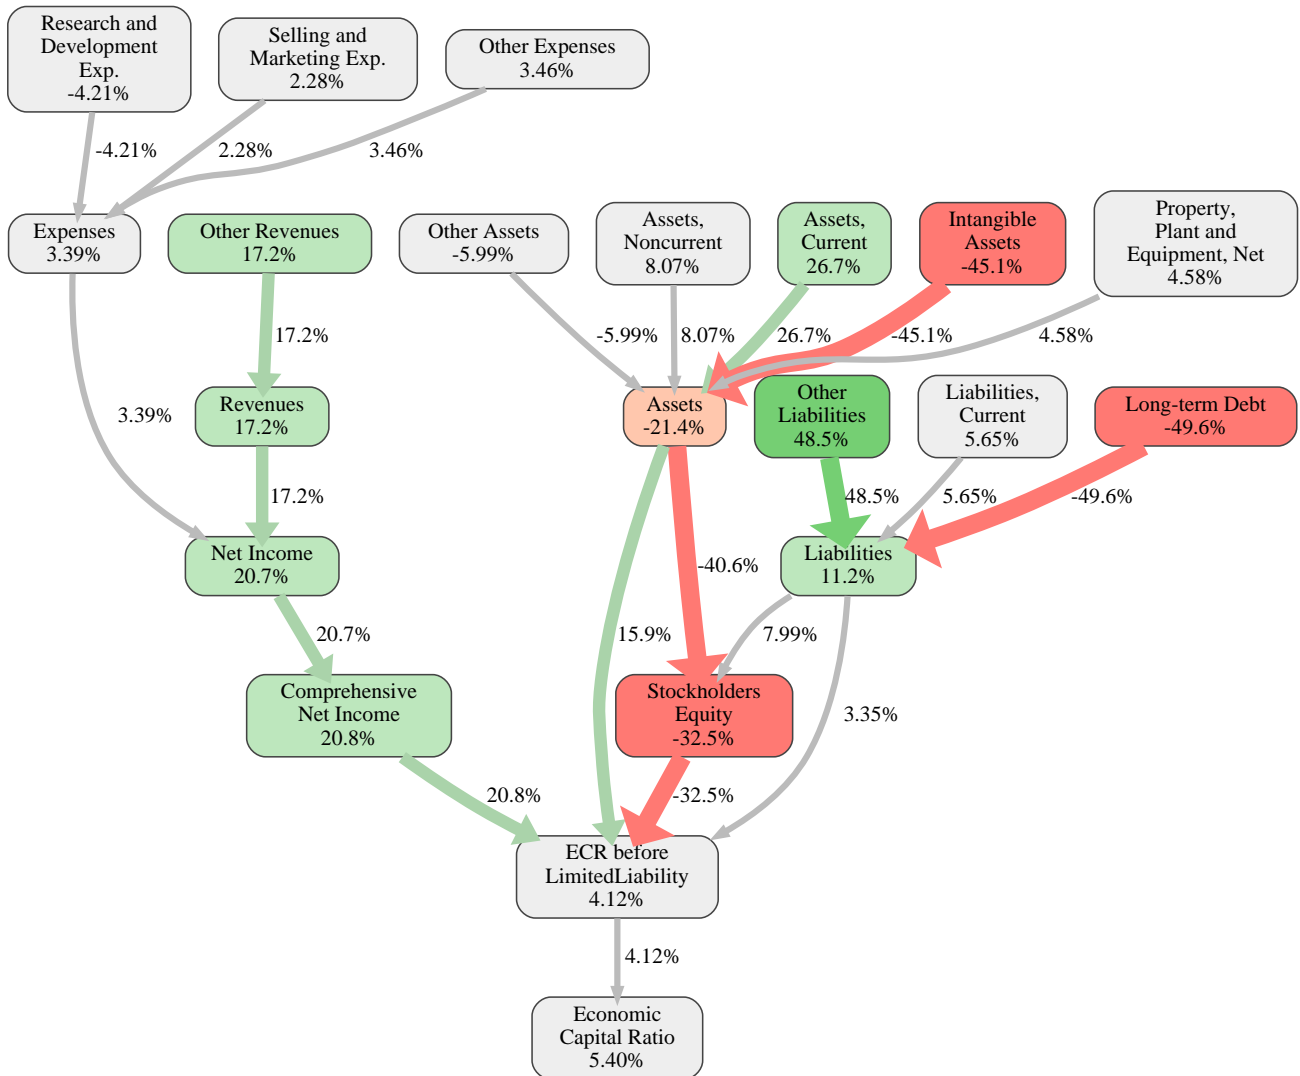 Research and
Development
Exp.
-4.21%
Selling and
Marketing Exp.
2.28%
Other Expenses
3.46%
-4.21%
2.28%
3.46%
Expenses
3.39%
Other Revenues
17.2%
Other Assets
-5.99%
Assets,
Noncurrent
8.07%
Assets,
Current
26.7%
Intangible
Assets
-45.1%
Property,
Plant and
Equipment, Net
4.58%
17.2%
-5.99%
8.07%
26.7%
-45.1%
4.58%
3.39%
Revenues
17.2%
Assets
-21.4%
Other
Liabilities
48.5%
Liabilities,
Current
5.65%
Long-term Debt
-49.6%
17.2%
48.5%
5.65%
-49.6%
Net Income
20.7%
-40.6%
Liabilities
11.2%
20.7%
15.9%
7.99%
Comprehensive
Net Income
20.8%
Stockholders
Equity
-32.5%
3.35%
20.8%
-32.5%
ECR before
LimitedLiability
4.12%
4.12%
Economic
Capital Ratio
5.40%